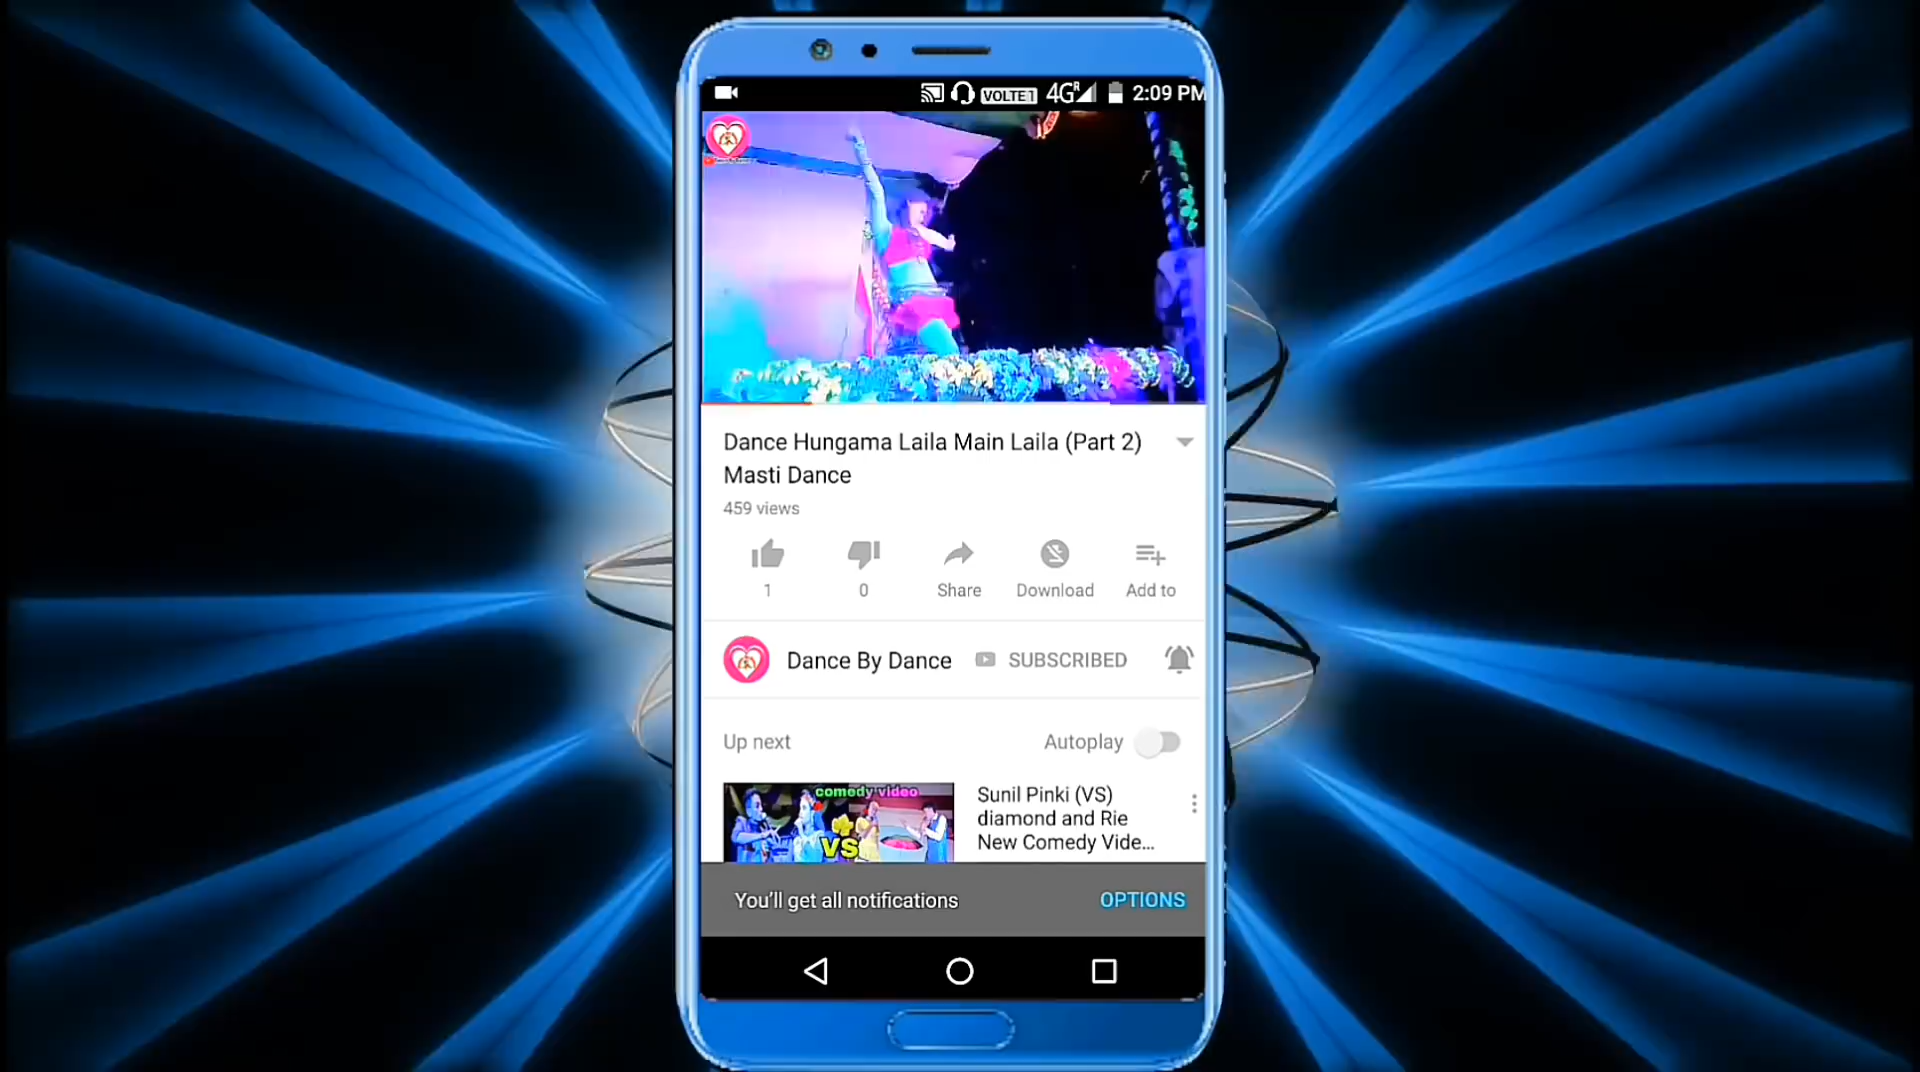 VOLTE1 4G R 2:09 PM
Dance Hungama Laila Main Laila (Part 2)
Masti Dance
459 views
1 0 Share Download Add to
Dance By Dance SUBSCRIBED
Up next Autoplay
comedy video
VS
Sunil Pinki (VS)
diamond and Rie
New Comedy Vide...
You'll get all notifications OPTIONS